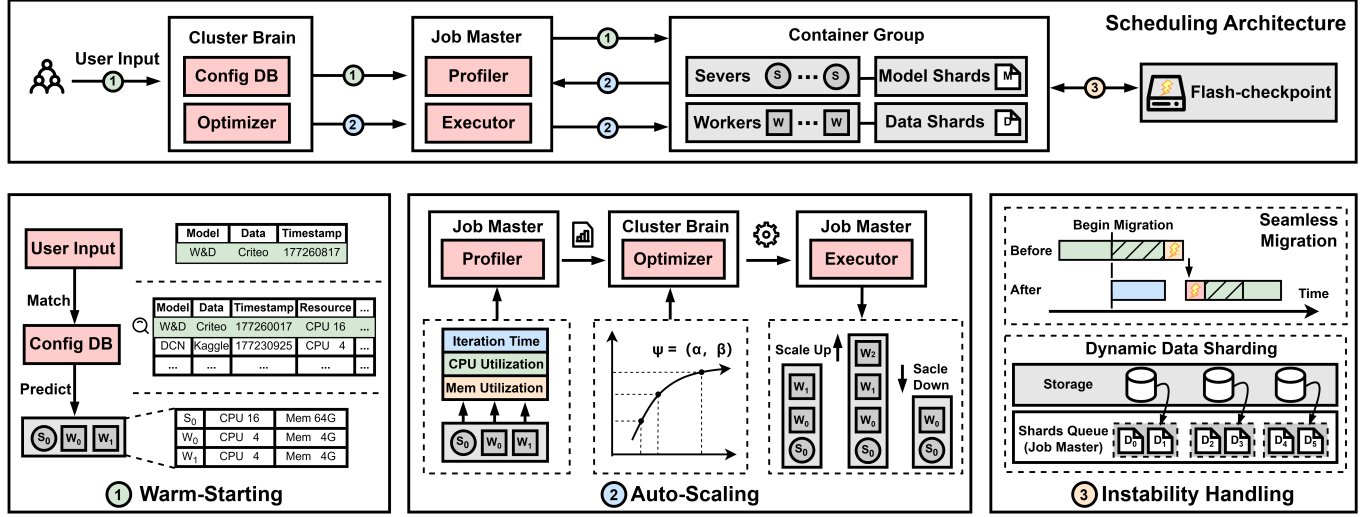 Scheduling Architecture
User Input
1
Cluster Brain
Config DB
Optimizer
1
2
Job Master
Profiler
Executor
1
2
2
Container Group
Severs S ... S Model Shards M
Workers W ... W Data Shards D
3
Flash-checkpoint
User Input
Match
Config DB
Predict
S0 W0 W1
Model Data Timestamp
W&D Criteo 177260817
Model Data Timestamp Resource ...
W&D Criteo 177260017 CPU 16 ...
DCN Kaggle 177230925 CPU 4 ...
... ... ... ... ...
S0 CPU 16 Mem 64G
W0 CPU 4 Mem 4G
W1 CPU 4 Mem 4G
1 Warm-Starting
Job Master
Profiler
Cluster Brain
Optimizer
Job Master
Executor
Iteration Time
CPU Utilization
Mem Utilization
S0 W0 W1
Ψ = (α, β)
Scale Up
W1
W0
S0
W2
W1
W0
S0
Sacle
Down
W0
S0
2 Auto-Scaling
Seamless
Migration
Begin Migration
Before
After
Time
Dynamic Data Sharding
Storage
Shards Queue
(Job Master)
D0 D1 D2 D3 D4 D5
3 Instability Handling